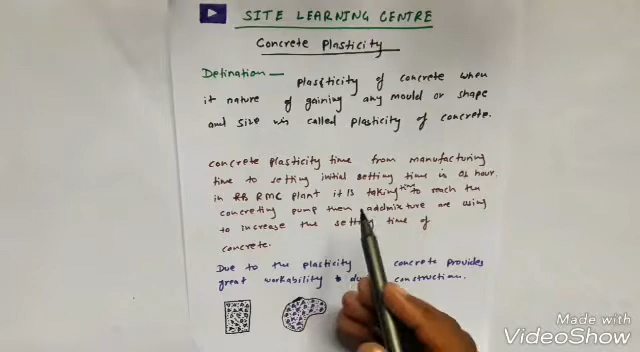 SITE LEARNING CENTRE
Concrete Plasticity
Defination — Plasticity of concrete when
it nature of gaining any mould or shape
and size is called plasticity of concrete.
concrete plasticity time from manufacturing
time to setting initial setting time is 01 hour.
in RMC plant it is taking time to reach the
concreting pump then admixture are using
to increase the setting time of
concrete.
Due to the plasticity concrete provides
great workability construction.
Made with
VideoShow